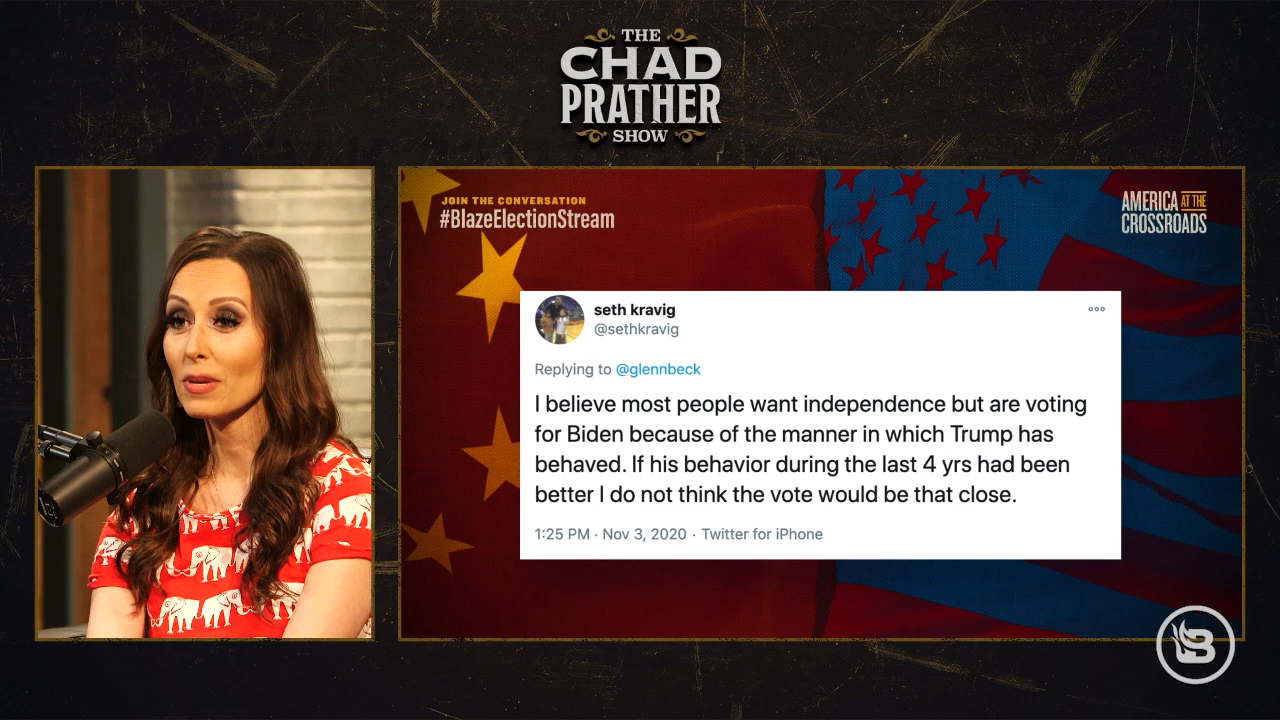 THE
CHAD
PRATHER
SHOW
JOIN THE CONVERSATION
#BlazeElectionStream
AMERICA AT THE
CROSSROADS
seth kravig
@sethkravig
Replying to @glennbeck
I believe most people want independence but are voting
for Biden because of the manner in which Trump has
behaved. If his behavior during the last 4 yrs had been
better I do not think the vote would be that close.
1:25 PM · Nov 3, 2020 · Twitter for iPhone
B